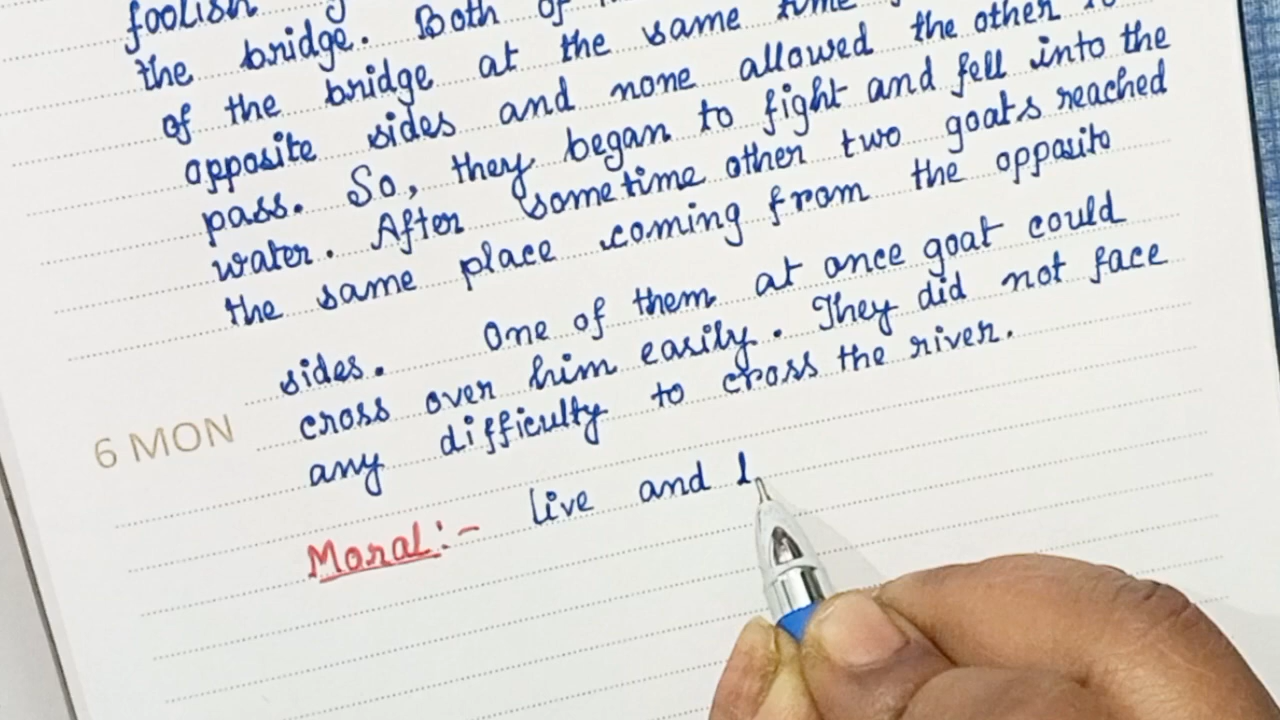 foolish
the bridge. Both of
of the bridge at the same time
opposite sides and none allowed the other to
pass. So, they began to fight and fell into the
water. After sometime other two goats reached
the same place coming from the opposite
sides. One of them at once goat could
cross over him easily. They did not face
any difficulty to cross the river.
6 MON
Moral:- Live and l